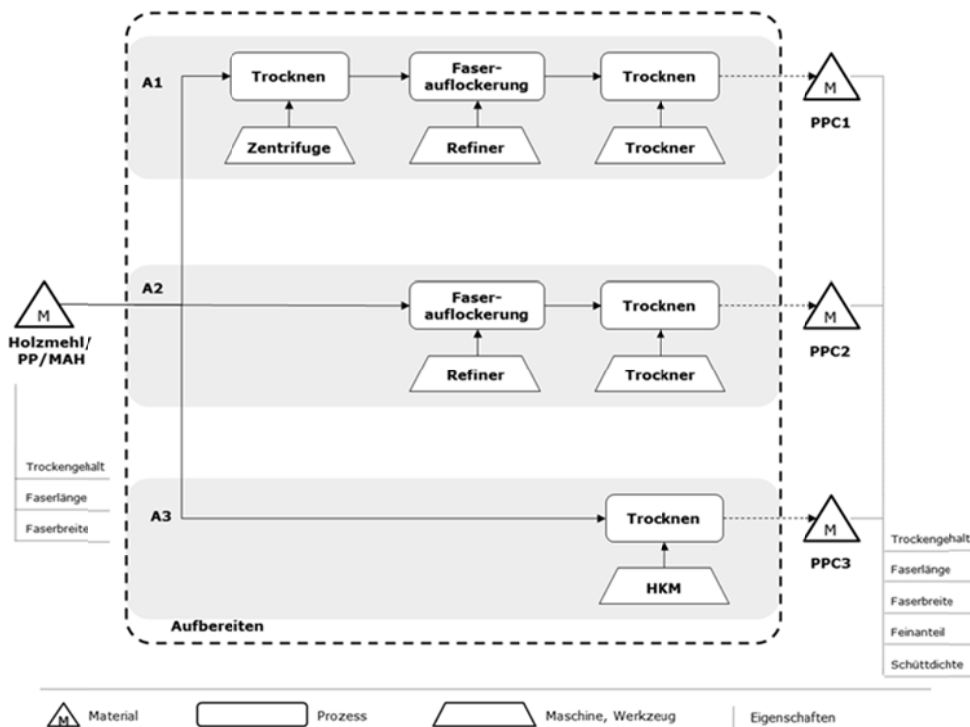 A1
Trocknen
Faser-
auflockerung
Trocknen
M
PPC1
Zentrifuge
Refiner
Trockner
A2
Faser-
auflockerung
Trocknen
M
PPC2
Refiner
Trockner
M
Holzmehl/
PP/MAH
Trockengehalt
Faserlänge
Faserbreite
A3
Trocknen
M
PPC3
HKM
Aufbereiten
Trockengehalt
Faserlänge
Faserbreite
Feinanteil
Schüttdichte
M Material
Prozess
Maschine, Werkzeug
Eigenschaften